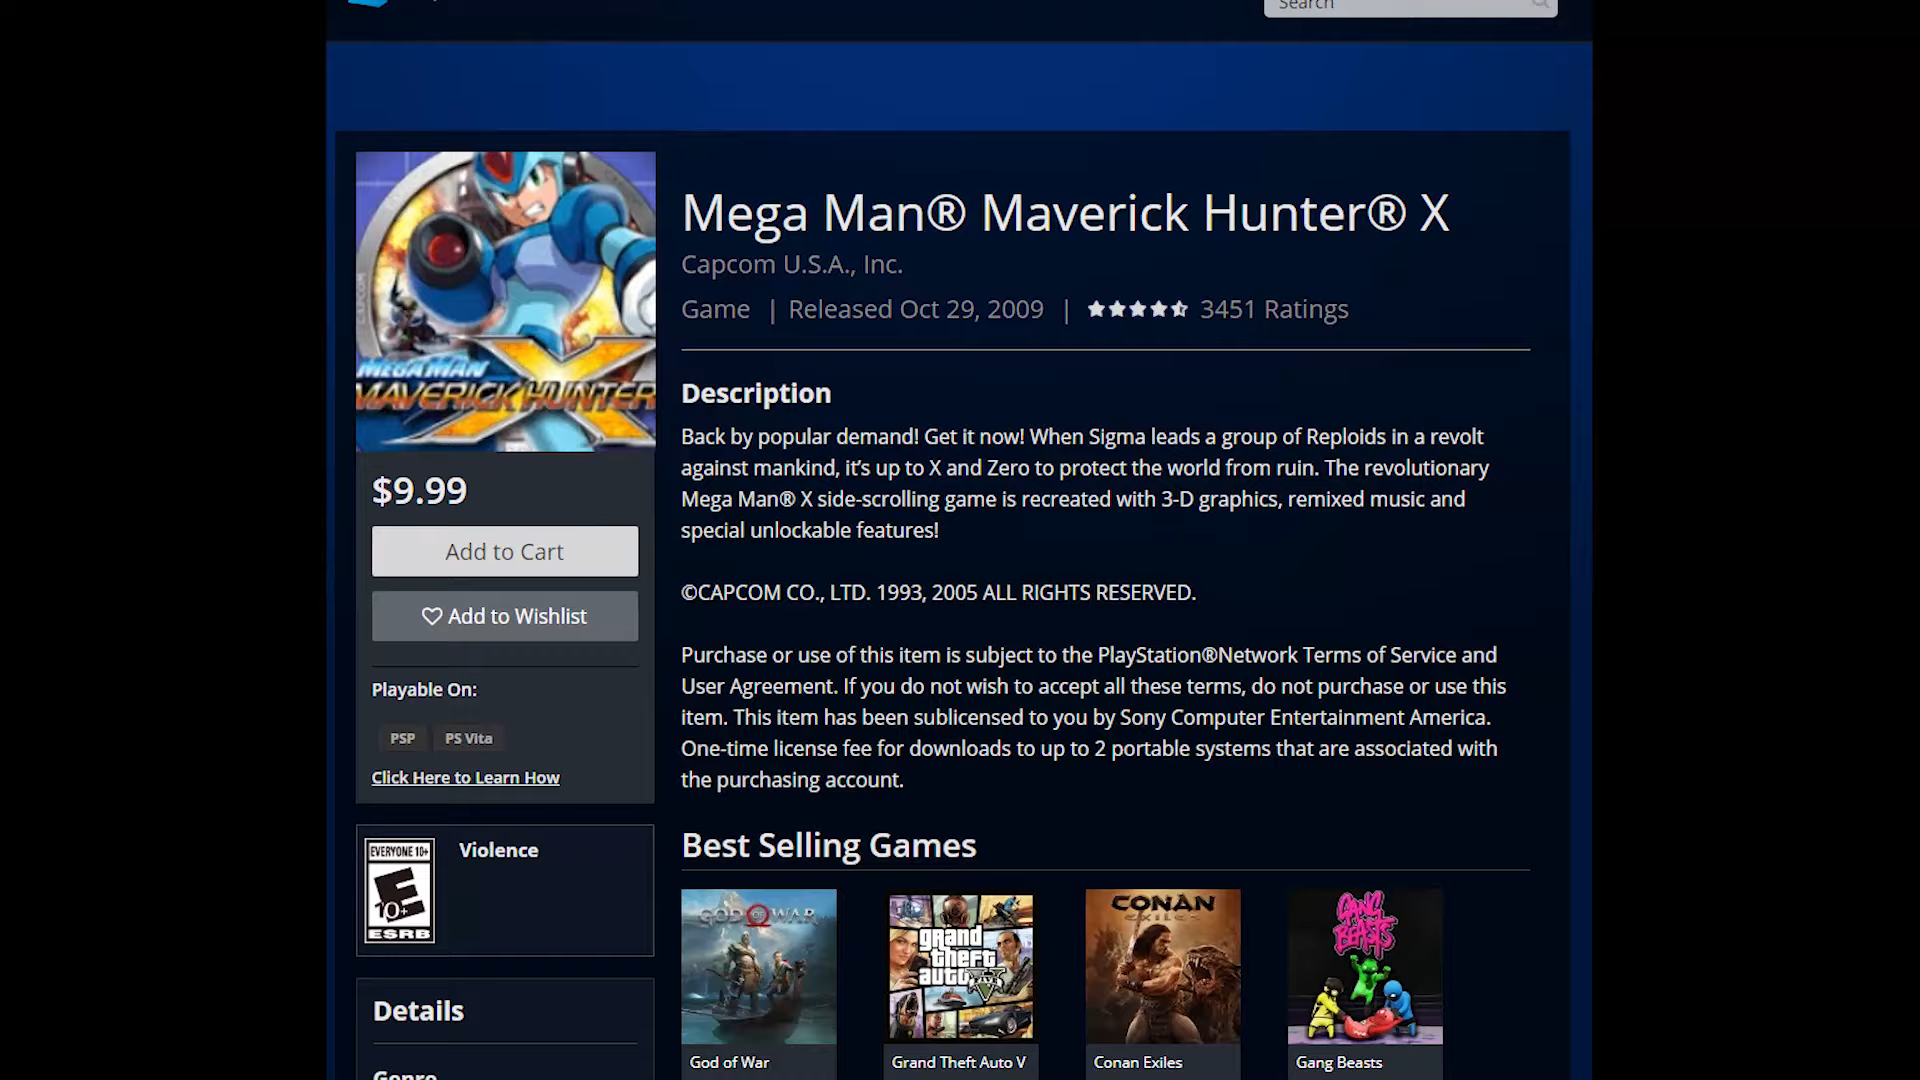 Search
MEGAMAN
MAVERICK HUNTER
X
Mega Man® Maverick Hunter® X
Capcom U.S.A., Inc.
Game | Released Oct 29, 2009 | 3451 Ratings
$9.99
Add to Cart
Add to Wishlist
Playable On:
PSP PS Vita
Click Here to Learn How
EVERYONE 10+
E
10+
ESRB
Violence
Details
Genre
Description
Back by popular demand! Get it now! When Sigma leads a group of Reploids in a revolt
against mankind, it’s up to X and Zero to protect the world from ruin. The revolutionary
Mega Man® X side-scrolling game is recreated with 3-D graphics, remixed music and
special unlockable features!
©CAPCOM CO., LTD. 1993, 2005 ALL RIGHTS RESERVED.
Purchase or use of this item is subject to the PlayStation®Network Terms of Service and
User Agreement. If you do not wish to accept all these terms, do not purchase or use this
item. This item has been sublicensed to you by Sony Computer Entertainment America.
One-time license fee for downloads to up to 2 portable systems that are associated with
the purchasing account.
Best Selling Games
GOD OF WAR
God of War
grand
theft
auto V
Grand Theft Auto V
CONAN
EXILES
Conan Exiles
GANG
BEASTS
Gang Beasts